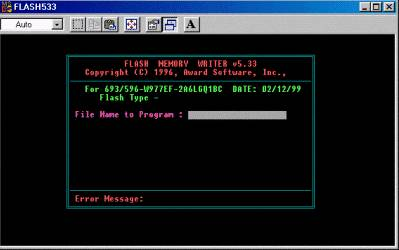 FLASH533
Auto
A
FLASH MEMORY WRITER v5.33
Copyright (C) 1996, Award Software, Inc.,
For 693/596-W977EF-2A6LGQ1BC DATE: 02/12/99
Flash Type -
File Name to Program :
Error Message: